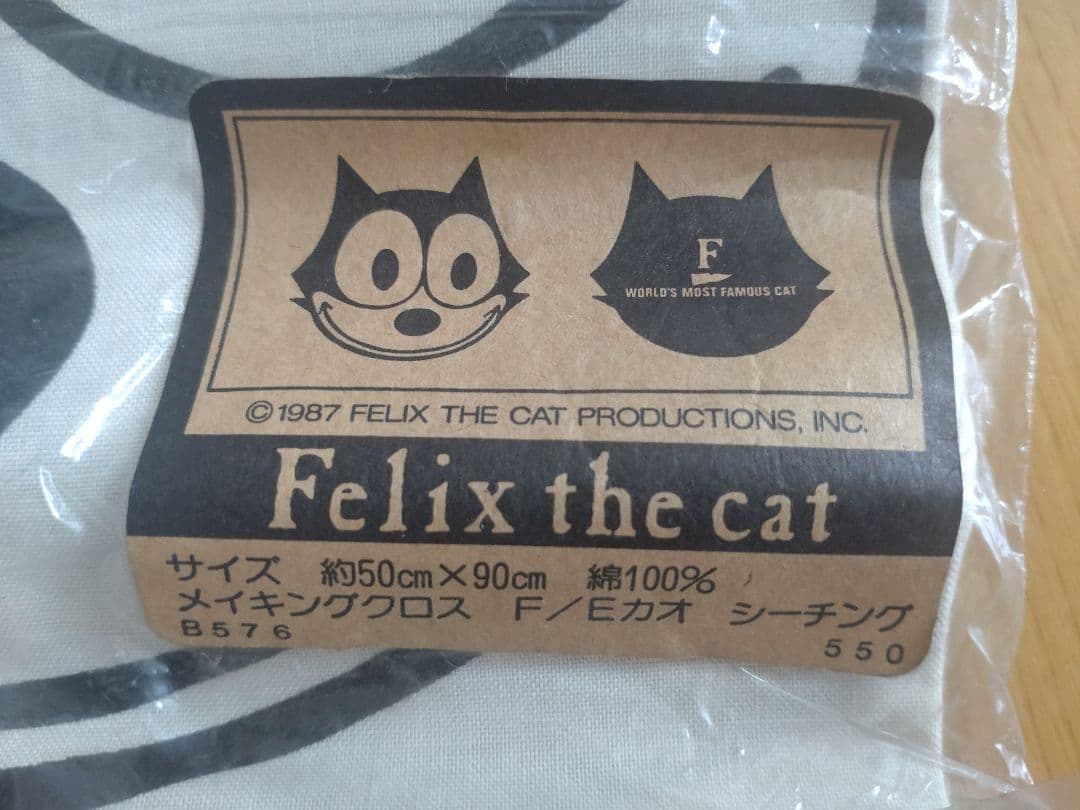 F
WORLD'S MOST FAMOUS CAT
©1987 FELIX THE CAT PRODUCTIONS, INC.
Felix the cat
サイズ 約50cm×90cm 綿100%
メイキングクロス F/Eカオ シーチング
B576
550